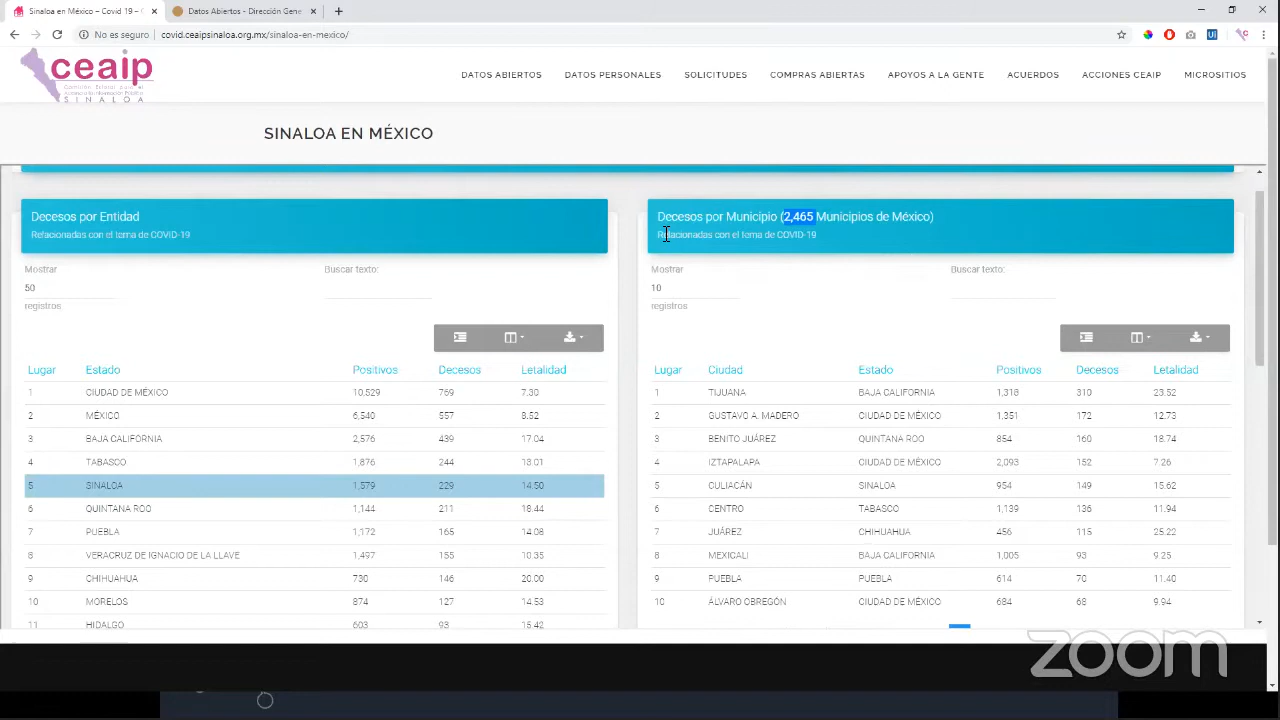 Sinaloa en México – Covid 19 – C
Datos Abiertos - Dirección Gene
No es seguro
covid.ceaipsinaloa.org.mx/sinaloa-en-mexico/
ceaip
SINALOA
DATOS ABIERTOS
DATOS PERSONALES
SOLICITUDES
COMPRAS ABIERTAS
APOYOS A LA GENTE
ACUERDOS
ACCIONES CEAIP
MICROSITIOS
SINALOA EN MÉXICO
Decesos por Entidad
Relacionadas con el tema de COVID-19
Mostrar
Buscar texto:
50
registros
Lugar Estado Positivos Decesos Letalidad
1 CIUDAD DE MÉXICO 10,529 769 7.30
2 MÉXICO 6,540 557 8.52
3 BAJA CALIFORNIA 2,576 439 17.04
4 TABASCO 1,876 244 13.01
5 SINALOA 1,579 229 14.50
6 QUINTANA ROO 1,144 211 18.44
7 PUEBLA 1,172 165 14.08
8 VERACRUZ DE IGNACIO DE LA LLAVE 1,497 155 10.35
9 CHIHUAHUA 730 146 20.00
10 MORELOS 874 127 14.53
11 HIDALGO 603 93 15.42
Decesos por Municipio (2,465 Municipios de México)
Relacionadas con el tema de COVID-19
Mostrar
Buscar texto:
10
registros
Lugar Ciudad Estado Positivos Decesos Letalidad
1 TIJUANA BAJA CALIFORNIA 1,318 310 23.52
2 GUSTAVO A. MADERO CIUDAD DE MÉXICO 1,351 172 12.73
3 BENITO JUÁREZ QUINTANA ROO 854 160 18.74
4 IZTAPALAPA CIUDAD DE MÉXICO 2,093 152 7.26
5 CULIACÁN SINALOA 954 149 15.62
6 CENTRO TABASCO 1,139 136 11.94
7 JUÁREZ CHIHUAHUA 456 115 25.22
8 MEXICALI BAJA CALIFORNIA 1,005 93 9.25
9 PUEBLA PUEBLA 614 70 11.40
10 ÁLVARO OBREGÓN CIUDAD DE MÉXICO 684 68 9.94
zoom